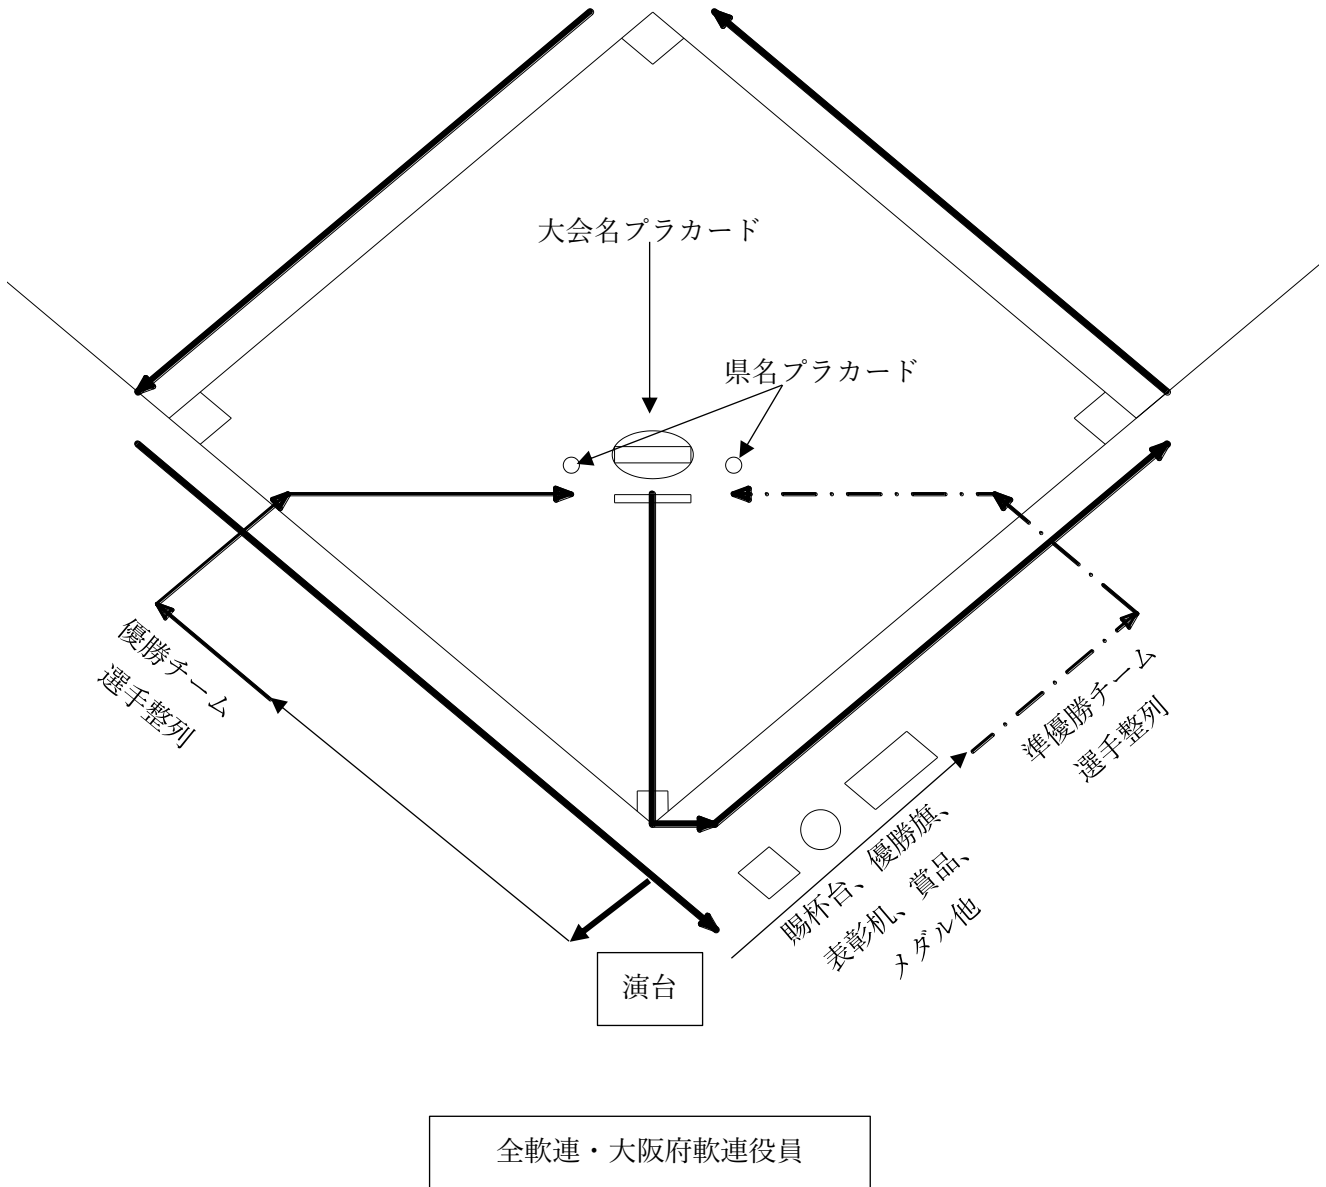 大会名プラカード
県名プラカード
優勝チーム
選手整列
準優勝チーム
選手整列
賜杯台、優勝旗、
表彰机、賞品、
メダル他
演台
全軟連・大阪府軟連役員